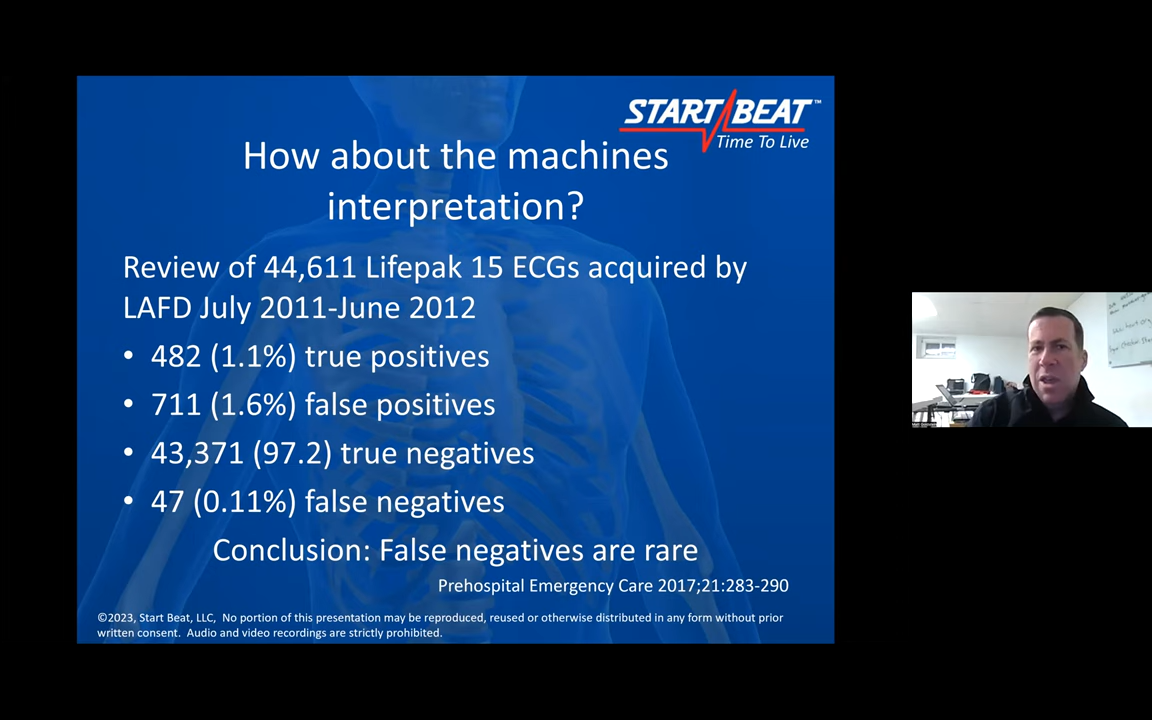 START BEAT™
Time To Live
How about the machines
interpretation?
Review of 44,611 Lifepak 15 ECGs acquired by
LAFD July 2011-June 2012
• 482 (1.1%) true positives
• 711 (1.6%) false positives
• 43,371 (97.2) true negatives
• 47 (0.11%) false negatives
Conclusion: False negatives are rare
Prehospital Emergency Care 2017;21:283-290
©2023, Start Beat, LLC, No portion of this presentation may be reproduced, reused or otherwise distributed in any form without prior
written consent. Audio and video recordings are strictly prohibited.